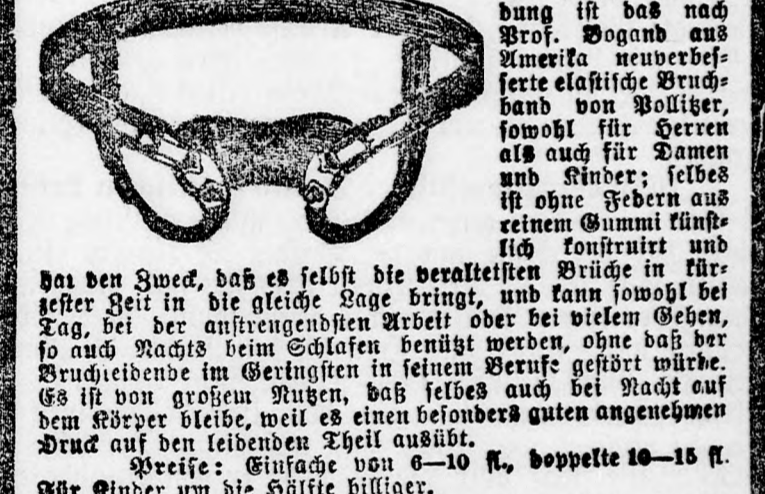 dung ist das nach
Prof. Bogand aus
Amerika neuverbes=
serte elastische Bruch=
band von Pollitzer,
sowohl für Herren
als auch für Damen
und Kinder; selbes
ist ohne Federn aus
reinem Gummi künst=
lich konstruirt und
hat den Zweck, daß es selbst die veraltetsten Brüche in kür=
zester Zeit in die gleiche Lage bringt, und kann sowohl bei
Tag, bei der anstrengendsten Arbeit oder bei vielem Gehen,
so auch Nachts beim Schlafen benützt werden, ohne daß der
Bruchleidende im Geringsten in seinem Berufe gestört würde.
Es ist von großem Nutzen, daß selbes auch bei Nacht auf
dem Körper bleibe, weil es einen besonders guten angenehmen
Druck auf den leidenden Theil ausübt.
Preise: Einfache von 6—10 fl., doppelte 10—15 fl.
Für Kinder um die Hälfte billiger.